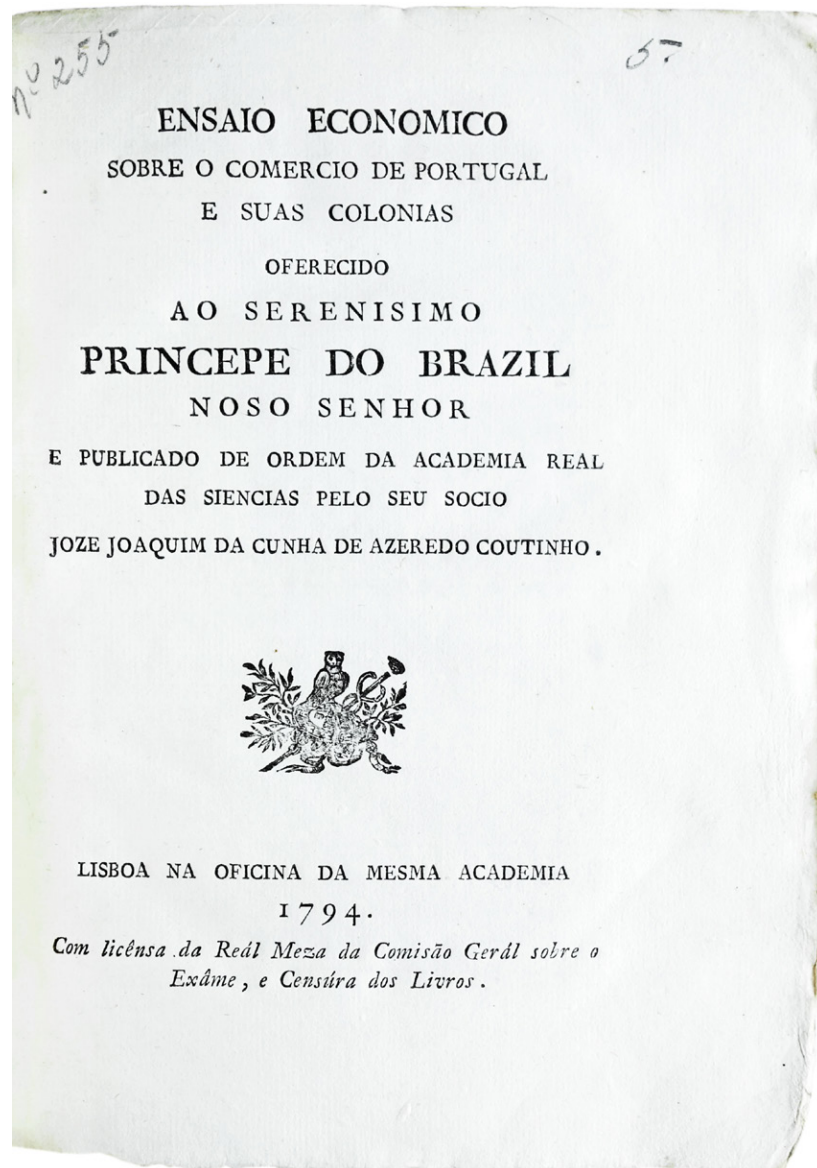 nº 255
5
ENSAIO ECONOMICO
SOBRE O COMERCIO DE PORTUGAL
E SUAS COLONIAS
OFERECIDO
AO SERENISIMO
PRINCEPE DO BRAZIL
NOSO SENHOR
E PUBLICADO DE ORDEM DA ACADEMIA REAL
DAS SIENCIAS PELO SEU SOCIO
JOZE JOAQUIM DA CUNHA DE AZEREDO COUTINHO.
LISBOA NA OFICINA DA MESMA ACADEMIA
1794.
Com licênsa da Reál Meza da Comisão Gerál sobre o
Exâme, e Censúra dos Livros.